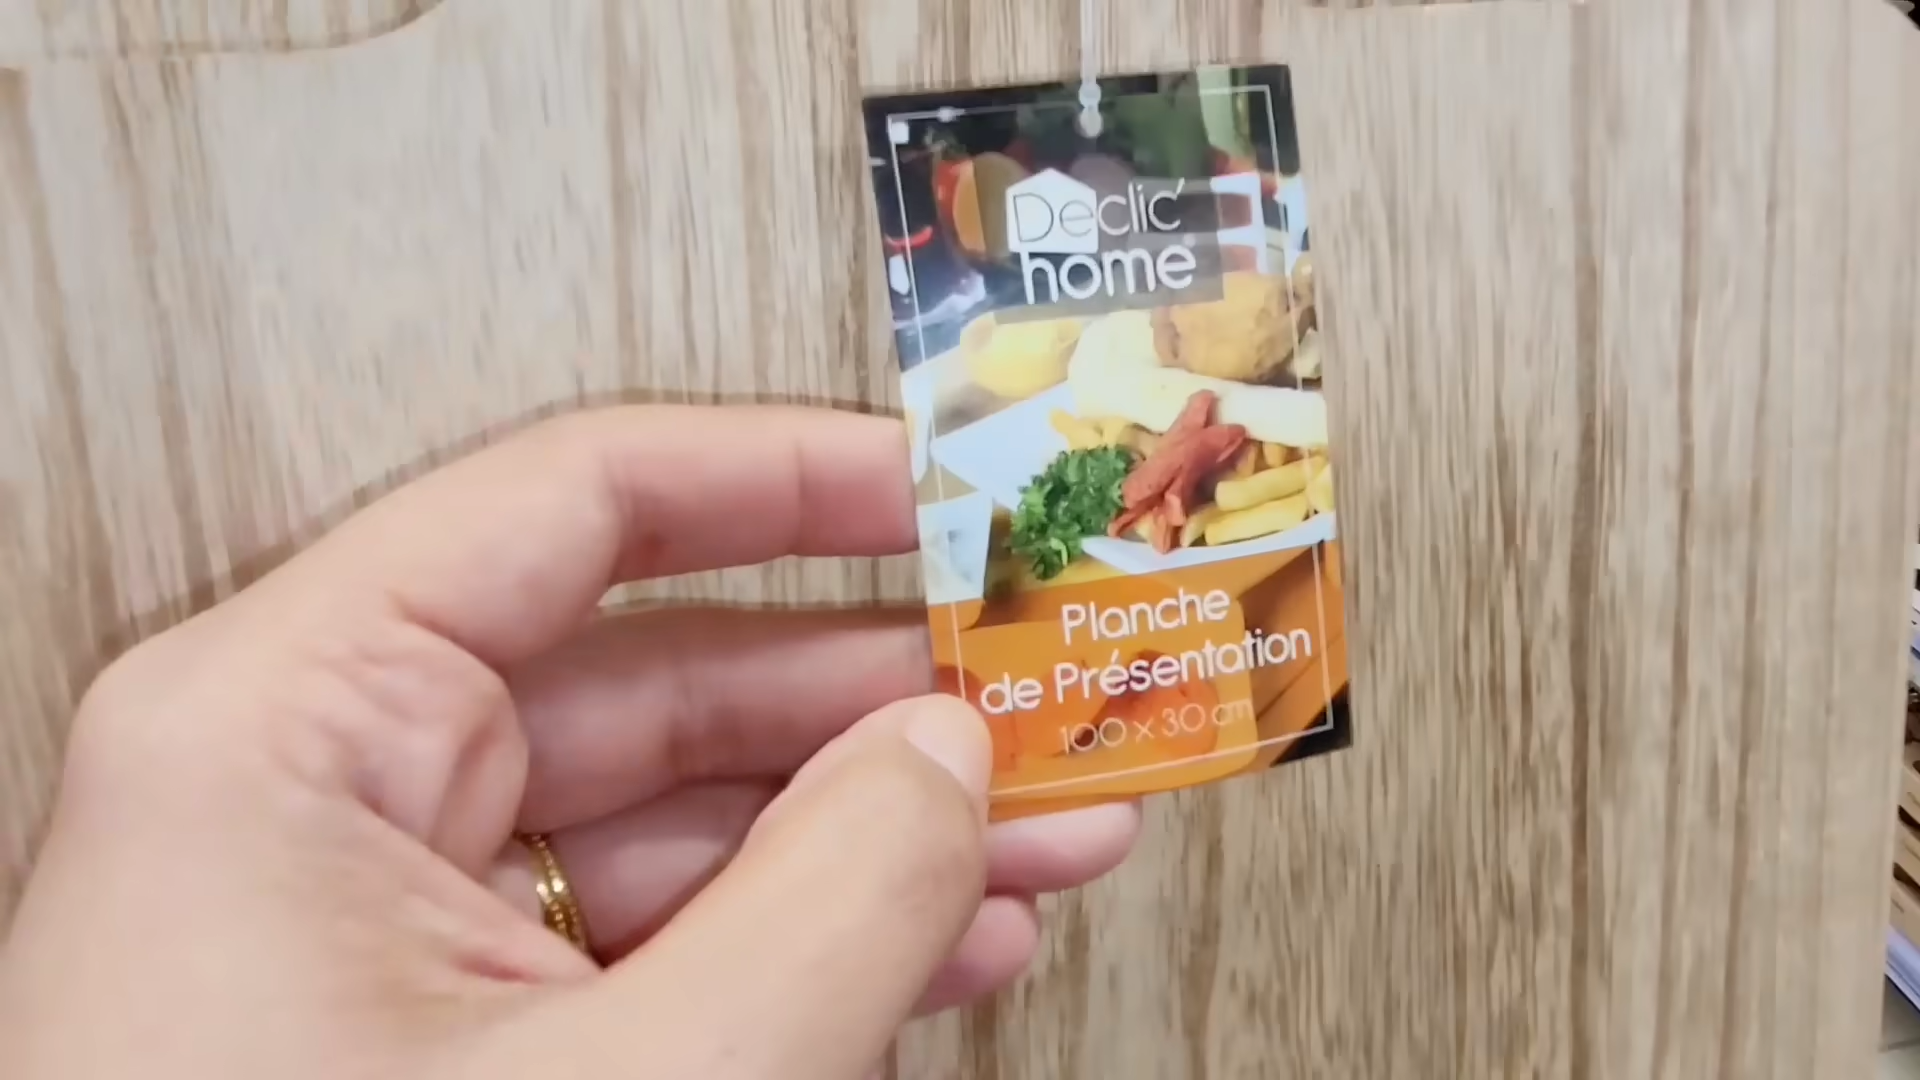 Declic'
home
Planche
de Présentation
100 x 30 cm